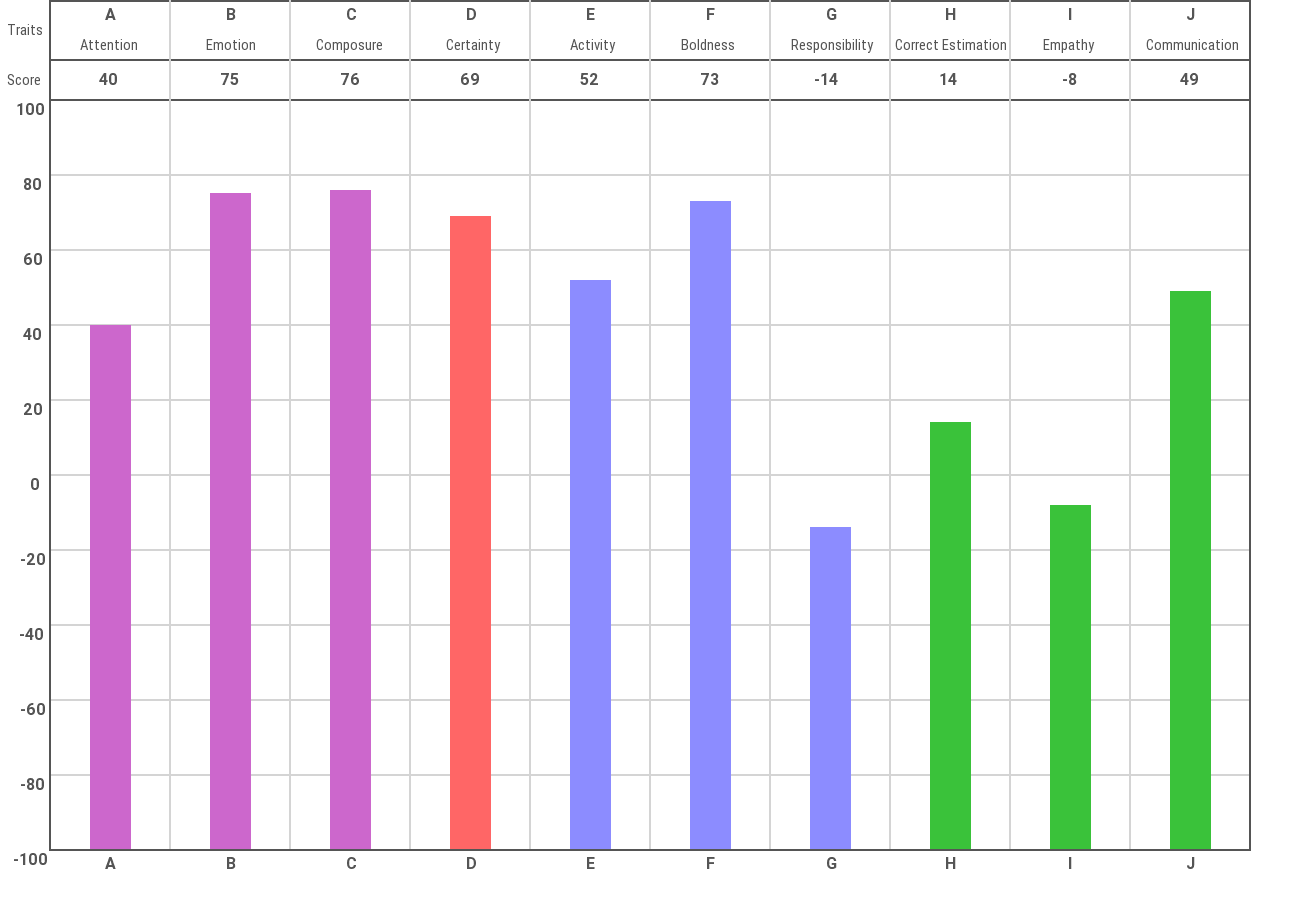 A B C D E F G H I J
Traits
Attention Emotion Composure Certainty Activity Boldness Responsibility Correct Estimation Empathy Communication
Score 40 75 76 69 52 73 -14 14 -8 49
100
80
60
40
20
0
-20
-40
-60
-80
-100
A B C D E F G H I J